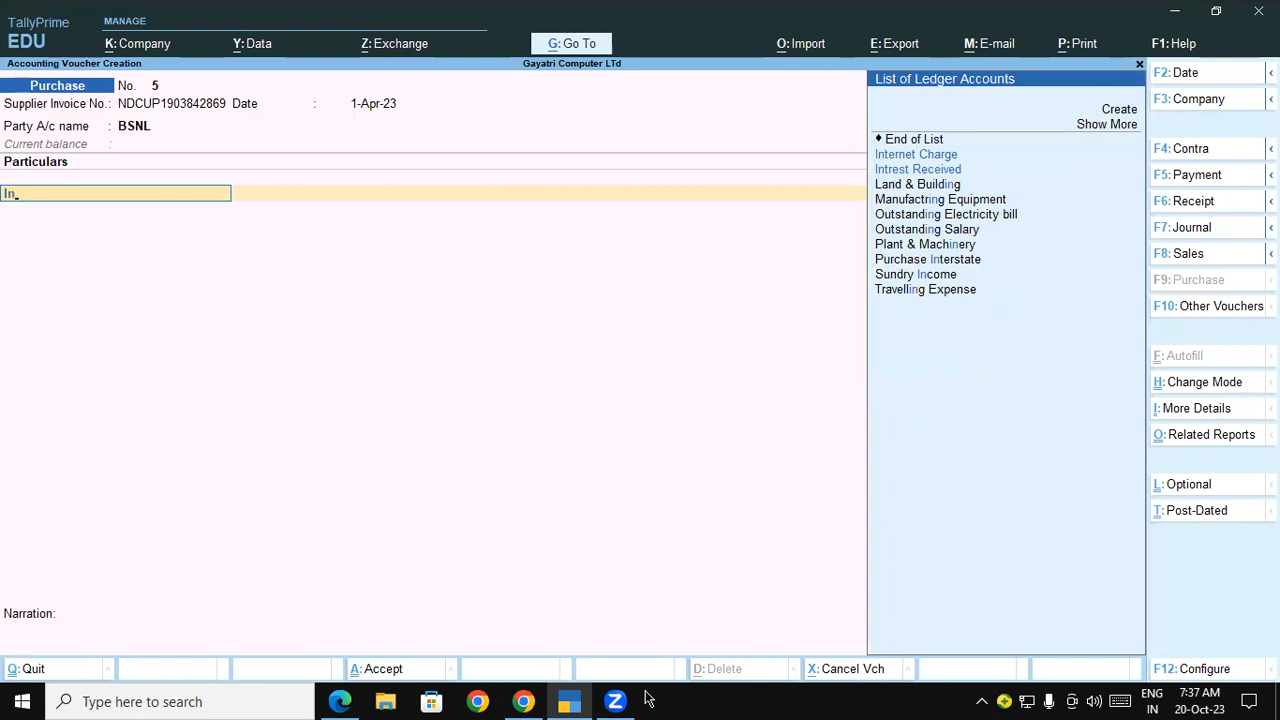 TallyPrime
EDU
MANAGE
K: Company
Y: Data
Z: Exchange
G: Go To
O: Import
E: Export
M: E-mail
P: Print
F1: Help
Accounting Voucher Creation
Gayatri Computer LTd
Purchase No. 5
Supplier Invoice No.: NDCUP1903842869 Date : 1-Apr-23
Party A/c name : BSNL
Current balance :
Particulars
In
Narration:
List of Ledger Accounts
Create
Show More
♦ End of List
Internet Charge
Intrest Received
Land & Building
Manufactring Equipment
Outstanding Electricity bill
Outstanding Salary
Plant & Machinery
Purchase Interstate
Sundry Income
Travelling Expense
F2: Date
F3: Company
F4: Contra
F5: Payment
F6: Receipt
F7: Journal
F8: Sales
F9: Purchase
F10: Other Vouchers
F: Autofill
H: Change Mode
I: More Details
O: Related Reports
L: Optional
T: Post-Dated
Q: Quit
A: Accept
D: Delete
X: Cancel Vch
F12: Configure
Type here to search
Z
ENG
IN
7:37 AM
20-Oct-23